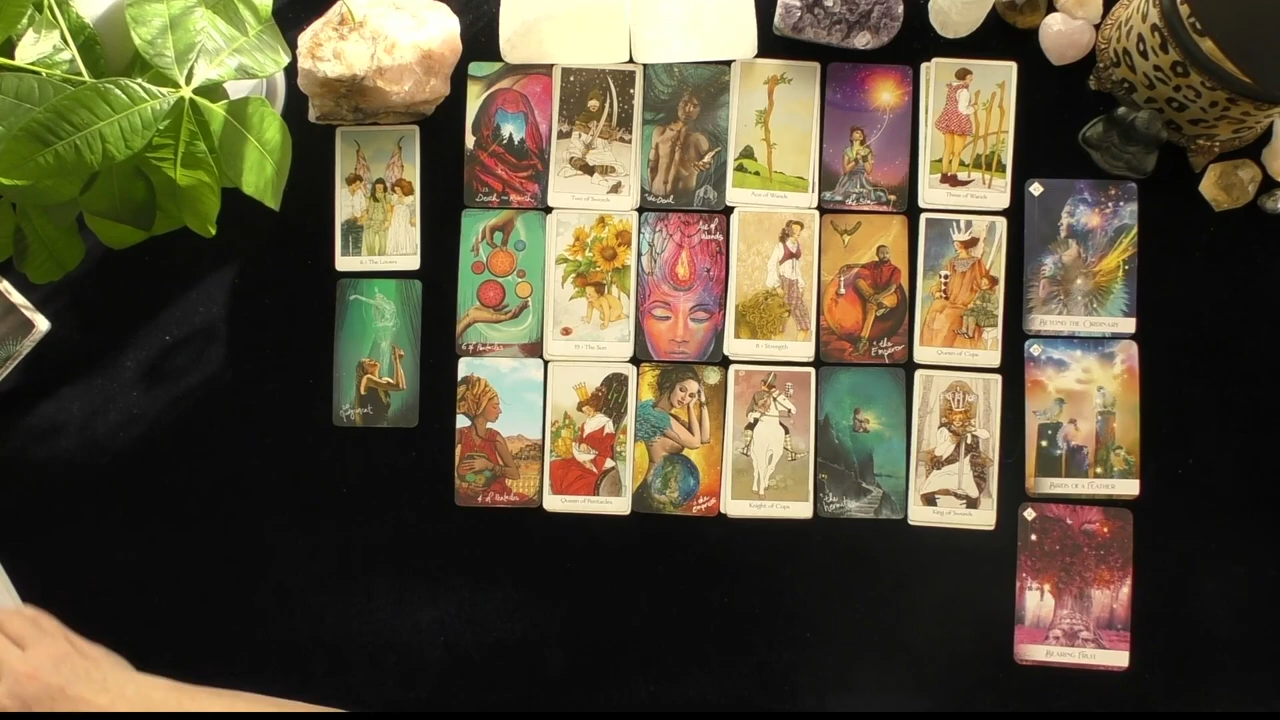 6 | The Lovers
Judgement
13
Death and Rebirth
Two of Swords
the Devil
Ace of Wands
the Star
Three of Wands
6 of Pentacles
19 | The Sun
Ace of
Wands
8 | Strength
the
Emperor
Queen of Cups
4 of Pentacles
Queen of Pentacles
the
empress
Knight of Cups
the
hermit
King of Swords
Beyond the Ordinary
Birds of a Feather
Bearing Fruit